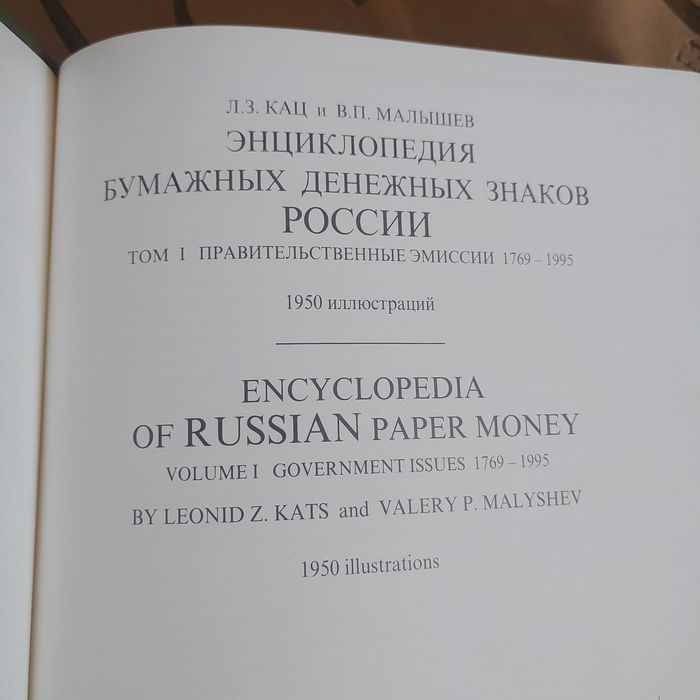 Л.З. КАЦ и В.П. МАЛЫШЕВ
ЭНЦИКЛОПЕДИЯ
БУМАЖНЫХ ДЕНЕЖНЫХ ЗНАКОВ
РОССИИ
ТОМ I ПРАВИТЕЛЬСТВЕННЫЕ ЭМИССИИ 1769 – 1995
1950 иллюстраций
ENCYCLOPEDIA
OF RUSSIAN PAPER MONEY
VOLUME I GOVERNMENT ISSUES 1769 – 1995
BY LEONID Z. KATS and VALERY P. MALYSHEV
1950 illustrations